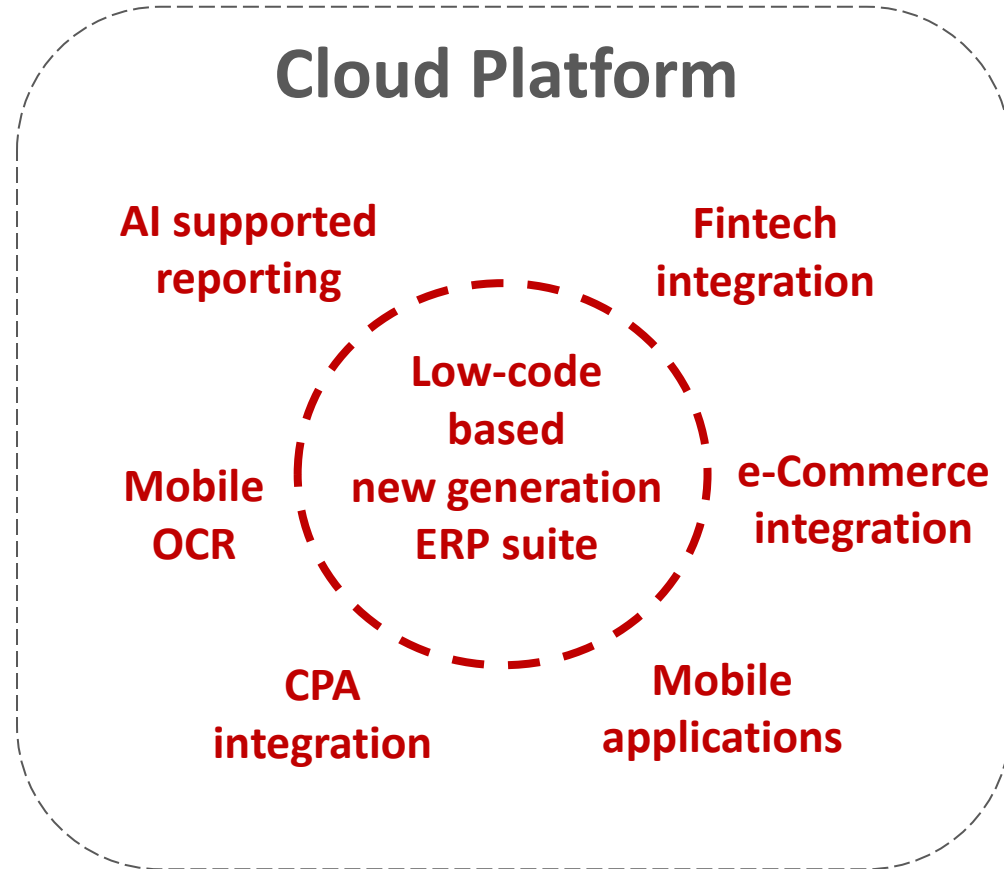 Cloud Platform
AI supported
reporting
Fintech
integration
Low-code
based
new generation
ERP suite
Mobile
OCR
e-Commerce
integration
CPA
integration
Mobile
applications